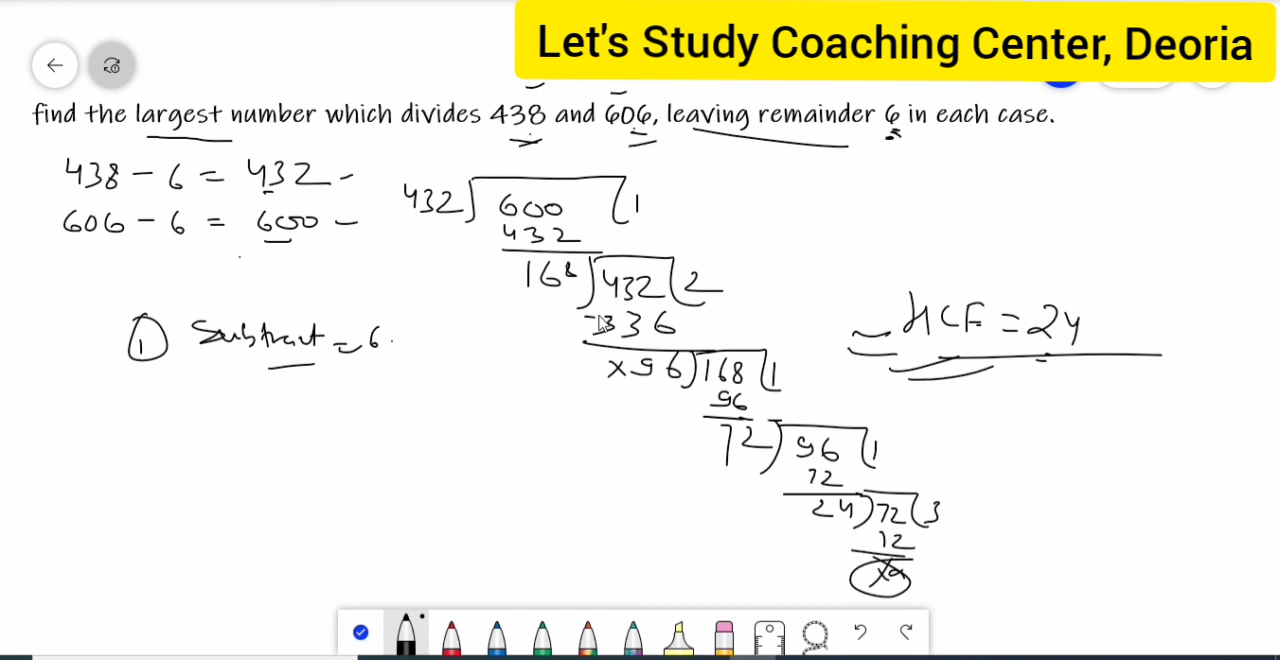 Let's Study Coaching Center, Deoria
find the largest number which divides 438 and 606, leaving remainder 6 in each case.
438 - 6 = 432 -
606 - 6 = 600 -
432) 600 (1
432
168) 432 (2
- 336
x96) 168 (1
96
72) 96 (1
72
24) 72 (3
72
① Subtract = 6.
HCF = 24